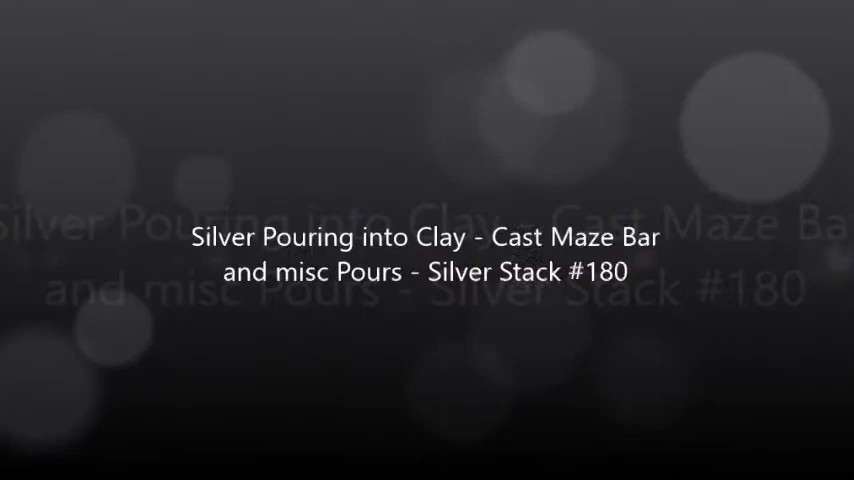 Silver Pouring into Clay - Cast Maze Bar
and misc Pours - Silver Stack #180